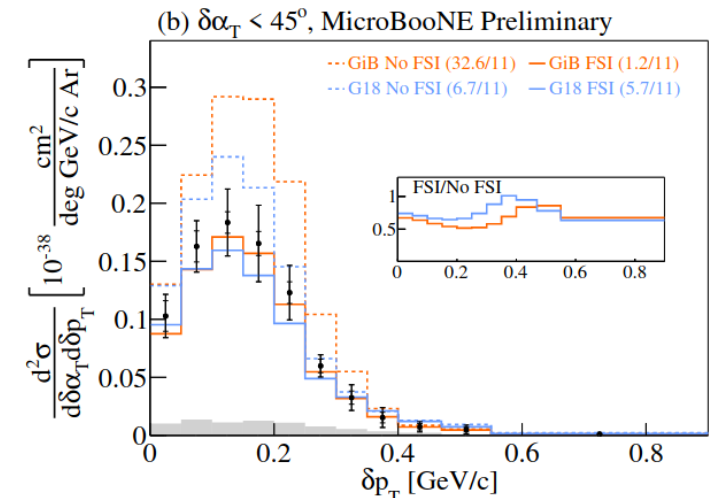 (b) δα_T < 45°, MicroBooNE Preliminary
GiB No FSI (32.6/11) GiB FSI (1.2/11)
G18 No FSI (6.7/11) G18 FSI (5.7/11)
d²σ/dδα_Tdδp_T [10⁻³⁸ cm²/deg GeV/c Ar]
0.3
0.25
0.2
0.15
0.1
0.05
0
FSI/No FSI
1
0.5
0 0.2 0.4 0.6 0.8
0 0.2 0.4 0.6 0.8
δp_T [GeV/c]